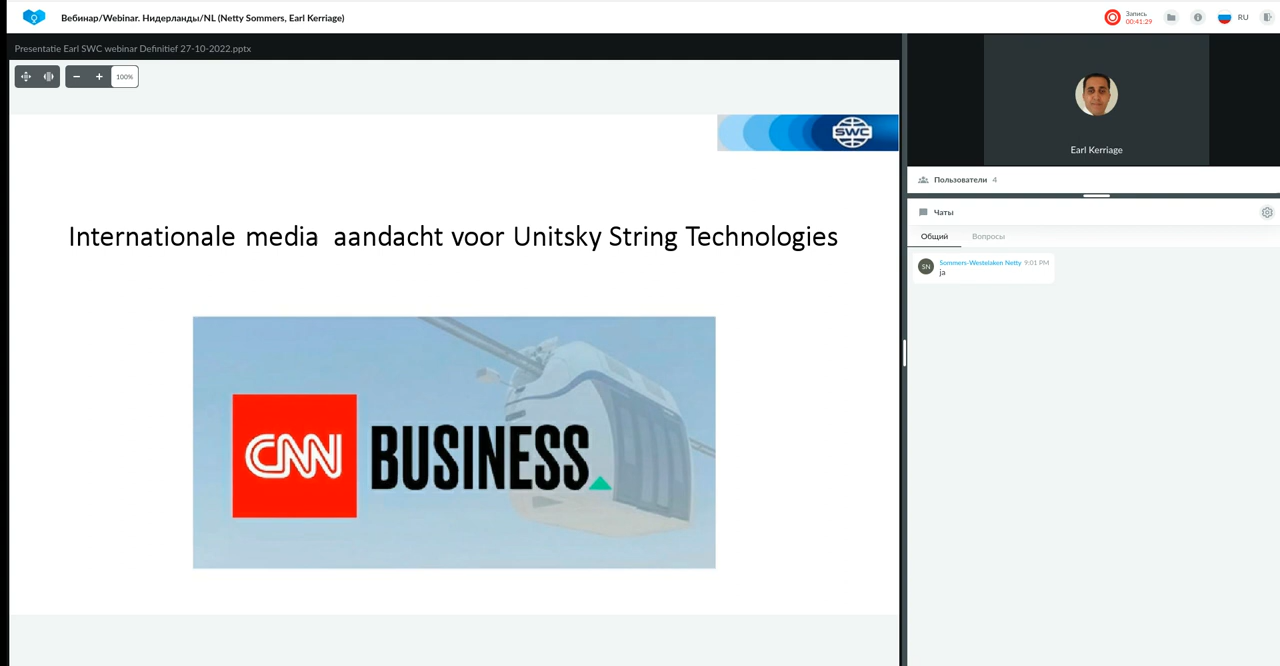 Вебинар/Webinar. Нидерланды/NL (Netty Sommers, Earl Kerriage)
Запись
00:41:29
RU
Presentatie Earl SWC webinar Definitief 27-10-2022.pptx
100%
SWC
Internationale media aandacht voor Unitsky String Technologies
CNN BUSINESS
Earl Kerriage
Пользователи 4
Чаты
Общий Вопросы
SN
Sommers-Westelaken Netty 9:01 PM
ja